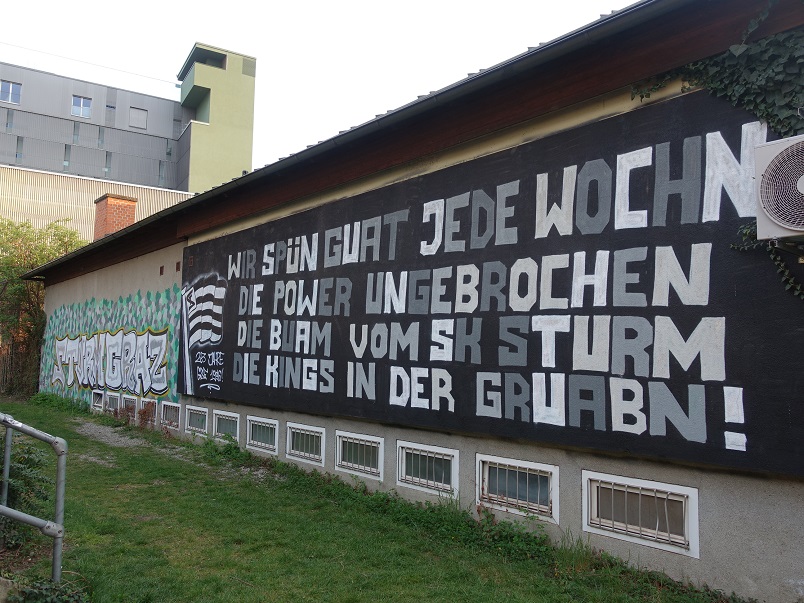 STURM GRAZ
WIR SPÜN GUAT JEDE WOCHN
DIE POWER UNGEBROCHEN
DIE BUAM VOM SK STURM
DIE KINGS IN DER GRUABN!